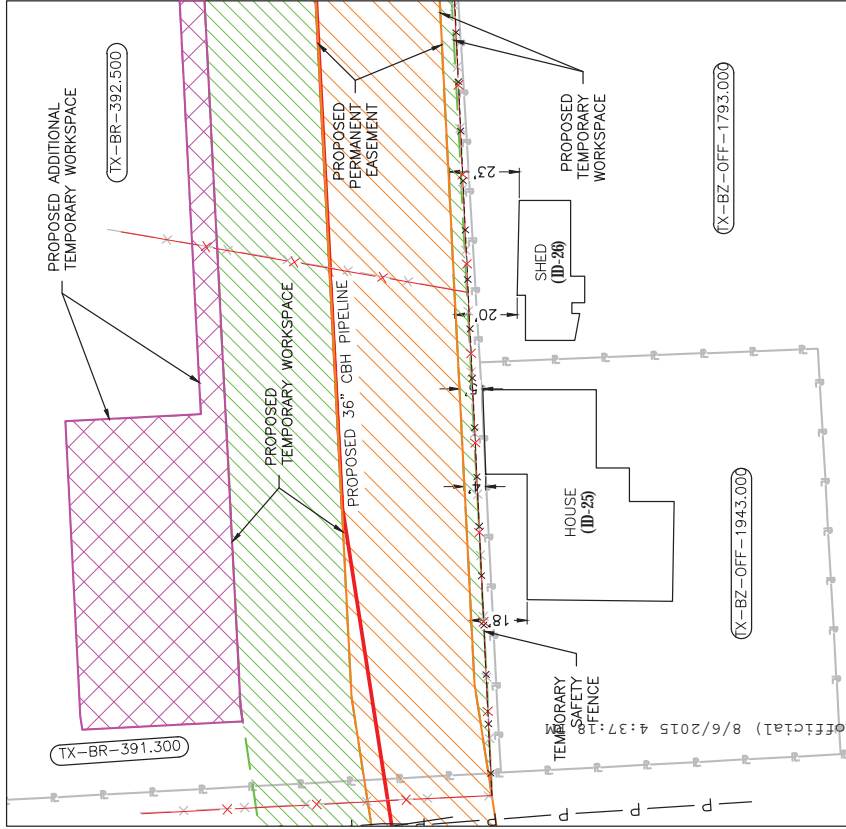 PROPOSED ADDITIONAL
TEMPORARY WORKSPACE
TX-BR-392.500
PROPOSED
PERMANENT
EASEMENT
PROPOSED
TEMPORARY
WORKSPACE
TX-BZ-OFF-1793.000
23'
SHED
(ID-26)
20'
PROPOSED
TEMPORARY WORKSPACE
PROPOSED 36" CBH PIPELINE
4'
HOUSE
(ID-25)
18'
TX-BZ-OFF-1943.000
TEMPORARY
SAFETY
FENCE
TX-BR-391.300
official) 8/6/2015 4:37:18 PM
P
P
P
P